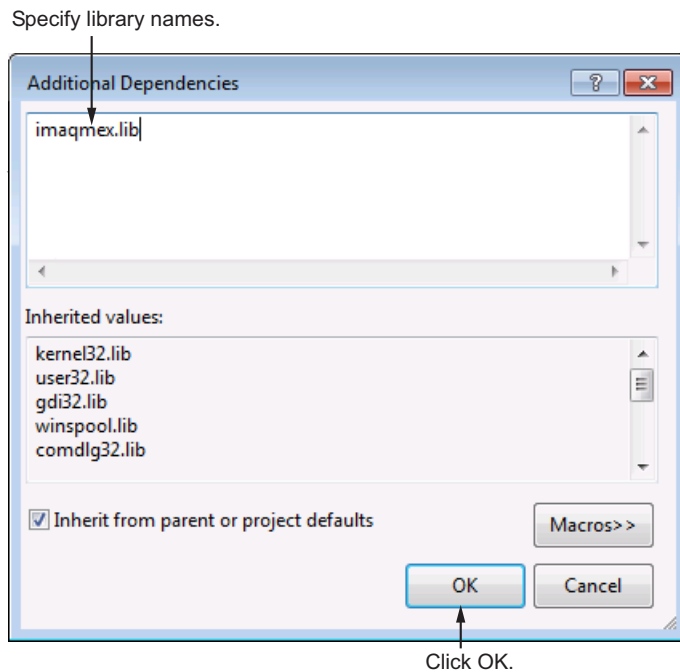 Specify library names.
Additional Dependencies
imaqmex.lib
Inherited values:
kernel32.lib
user32.lib
gdi32.lib
winspool.lib
comdlg32.lib
Inherit from parent or project defaults
Macros>>
OK
Cancel
Click OK.